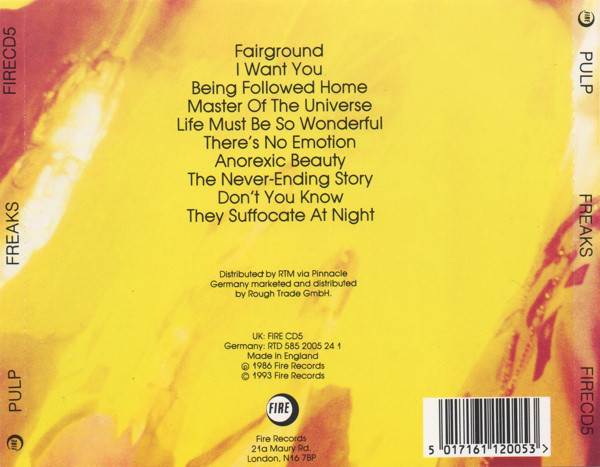 FIRECD5
FREAKS
PULP
Fairground
I Want You
Being Followed Home
Master Of The Universe
Life Must Be So Wonderful
There's No Emotion
Anorexic Beauty
The Never-Ending Story
Don't You Know
They Suffocate At Night
Distributed by RTM via Pinnacle
Germany marketed and distributed
by Rough Trade GmbH.
UK: FIRE CD5
Germany: RTD 585 2005 24 1
Made in England
℗ 1986 Fire Records
© 1993 Fire Records
FIRE
Fire Records
21a Maury Rd.
London, N16 7BP
5 017161 120053 >
FIRE
PULP
FREAKS
FIRECD5